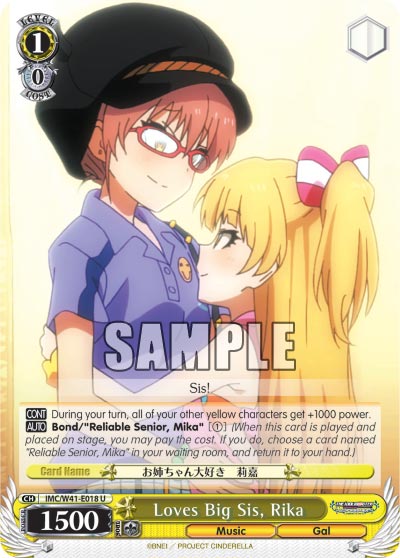 LEVEL
1
0
COST
SAMPLE
Sis!
CONT During your turn, all of your other yellow characters get +1000 power.
AUTO Bond/"Reliable Senior, Mika" [①] (When this card is played and
placed on stage, you may pay the cost. If you do, choose a card named
"Reliable Senior, Mika" in your waiting room, and return it to your hand.)
Card Name お姉ちゃん大好き 莉嘉
CH IMC/W41-E018 U
1500 Loves Big Sis, Rika
Music Gal
©BNEI / PROJECT CINDERELLA